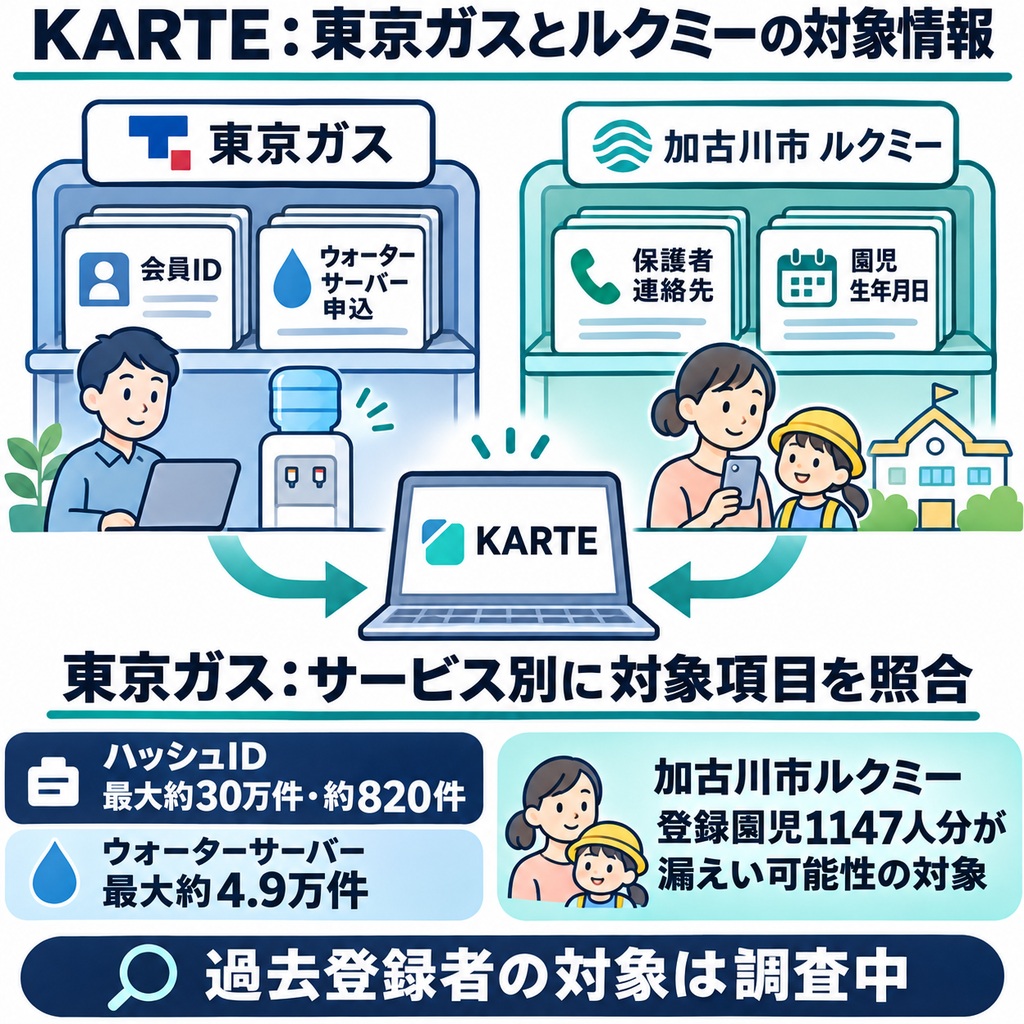 KARTE：東京ガスとルクミーの対象情報
東京ガス
会員ID
ウォーター
サーバー
申込
加古川市 ルクミー
保護者
連絡先
園児
生年月日
KARTE
東京ガス：サービス別に対象項目を照合
ハッシュID
最大約30万件・約820件
ウォーターサーバー
最大約4.9万件
加古川市ルクミー
登録園児1147人分が
漏えい可能性の対象
過去登録者の対象は調査中